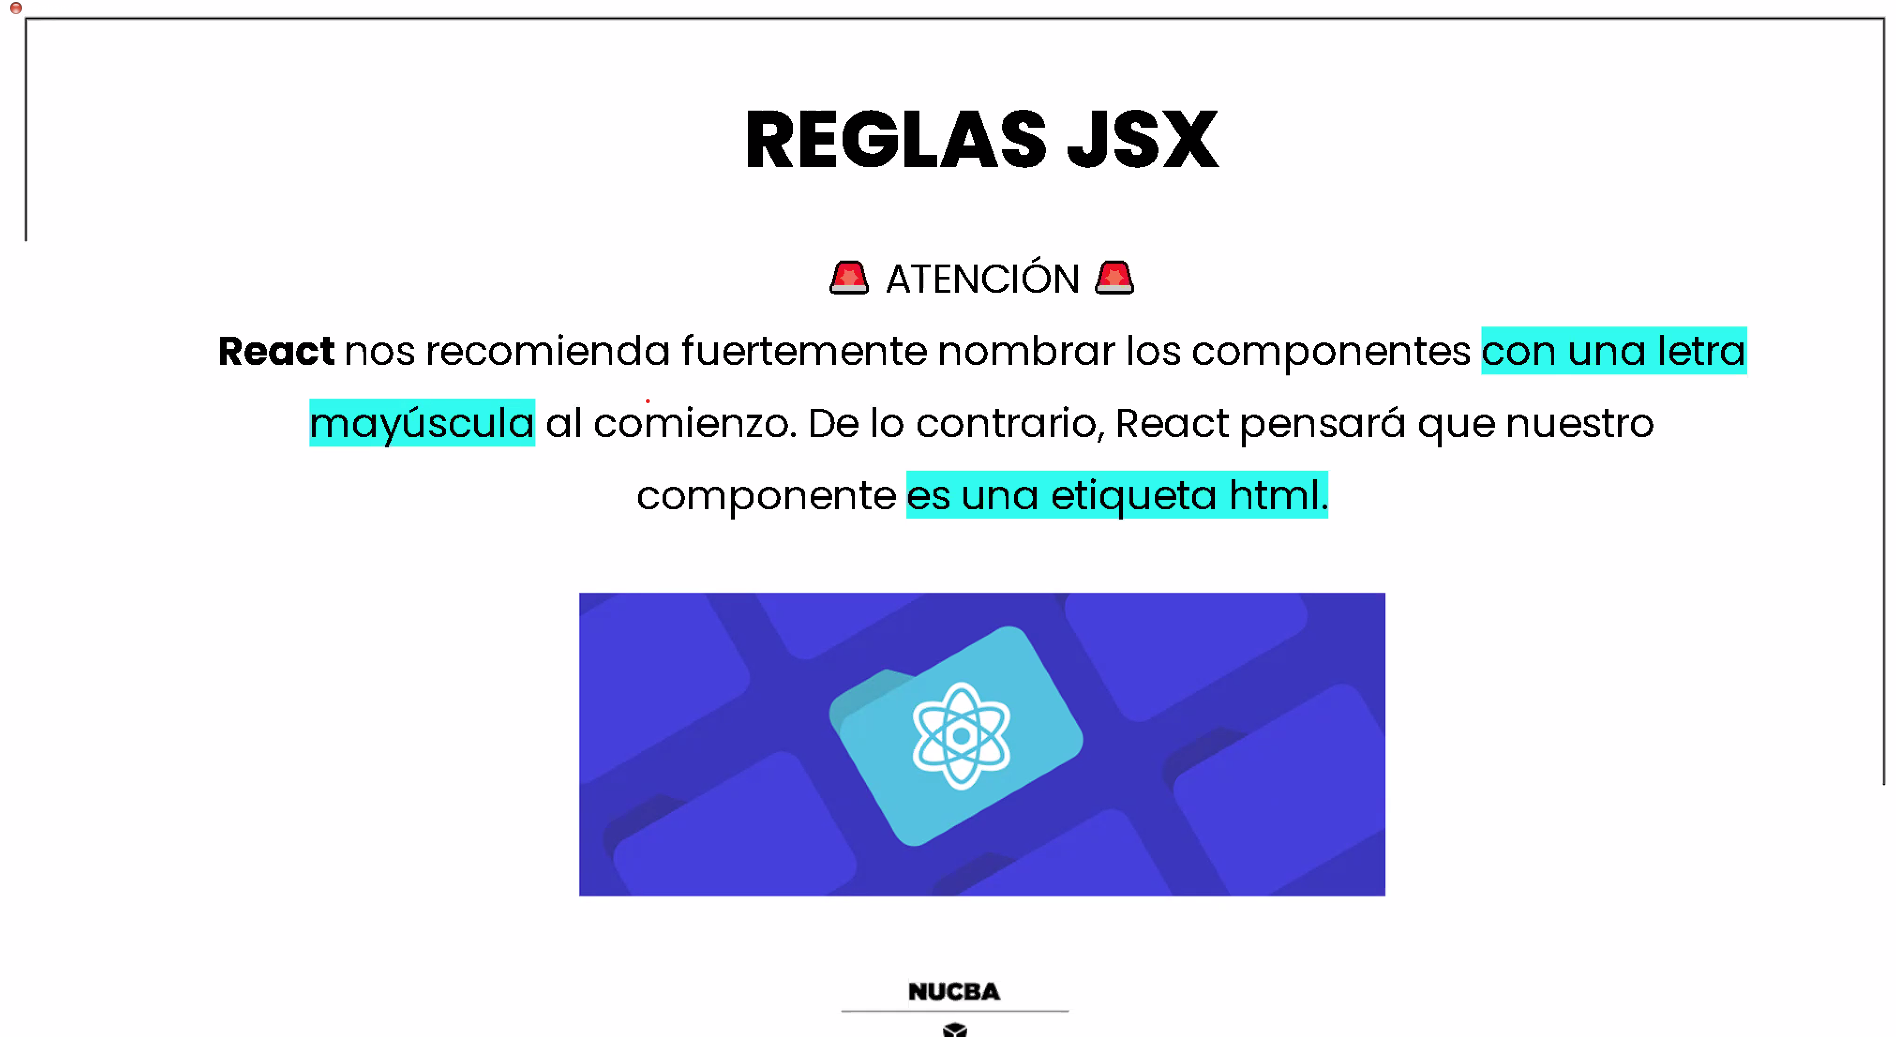 REGLAS JSX
🚨 ATENCIÓN 🚨
React nos recomienda fuertemente nombrar los componentes con una letra
mayúscula al comienzo. De lo contrario, React pensará que nuestro
componente es una etiqueta html.
NUCBA